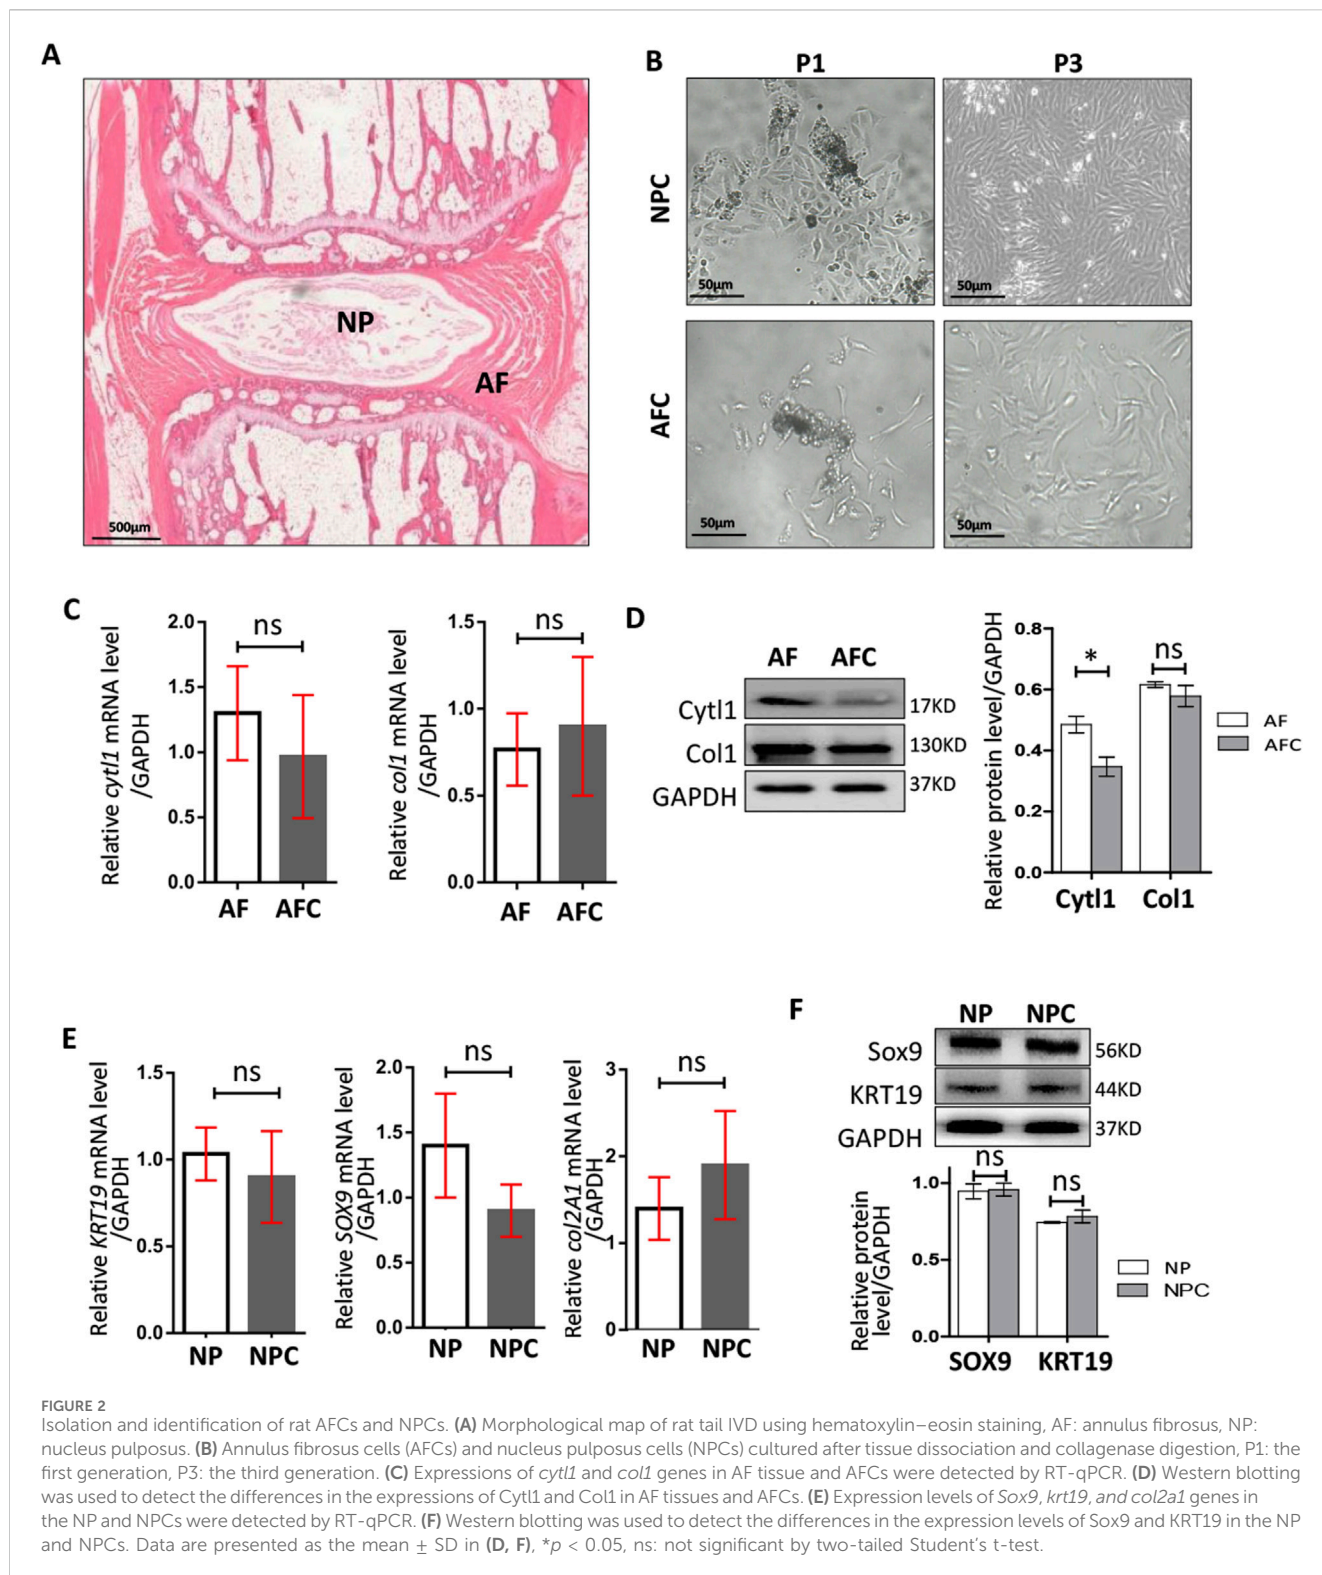 A
NP
AF
500μm
B
P1
P3
NPC
50μm
50μm
AFC
50μm
50μm
C
Relative cytl1 mRNA level
/GAPDH
2.0
1.5
1.0
0.5
0.0
ns
AF
AFC
Relative col1 mRNA level
/GAPDH
1.5
1.0
0.5
0.0
ns
AF
AFC
D
AF
AFC
Cytl1
17KD
Col1
130KD
GAPDH
37KD
Relative protein level/GAPDH
0.8
0.6
0.4
0.2
0.0
*
ns
Cytl1
Col1
AF
AFC
E
Relative KRT19 mRNA level
/GAPDH
1.5
1.0
0.5
0.0
ns
NP
NPC
Relative SOX9 mRNA level
/GAPDH
2.0
1.5
1.0
0.5
0.0
ns
NP
NPC
Relative col2A1 mRNA level
/GAPDH
3
2
1
0
ns
NP
NPC
F
NP
NPC
Sox9
56KD
KRT19
44KD
GAPDH
37KD
Relative protein
level/GAPDH
1.0
0.5
0.0
ns
ns
SOX9
KRT19
NP
NPC
FIGURE 2
Isolation and identification of rat AFCs and NPCs. (A) Morphological map of rat tail IVD using hematoxylin–eosin staining, AF: annulus fibrosus, NP:
nucleus pulposus. (B) Annulus fibrosus cells (AFCs) and nucleus pulposus cells (NPCs) cultured after tissue dissociation and collagenase digestion, P1: the
first generation, P3: the third generation. (C) Expressions of cytl1 and col1 genes in AF tissue and AFCs were detected by RT-qPCR. (D) Western blotting
was used to detect the differences in the expressions of Cytl1 and Col1 in AF tissues and AFCs. (E) Expression levels of Sox9, krt19, and col2a1 genes in
the NP and NPCs were detected by RT-qPCR. (F) Western blotting was used to detect the differences in the expression levels of Sox9 and KRT19 in the NP
and NPCs. Data are presented as the mean ± SD in (D, F), *p < 0.05, ns: not significant by two-tailed Student's t-test.